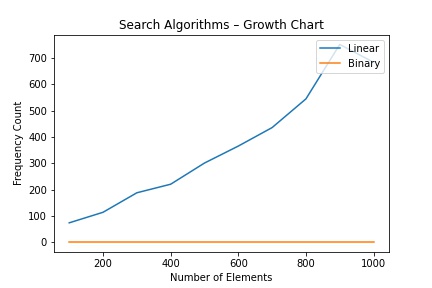 Search Algorithms – Growth Chart
Linear
Binary
Frequency Count
700
600
500
400
300
200
100
0
200 400 600 800 1000
Number of Elements